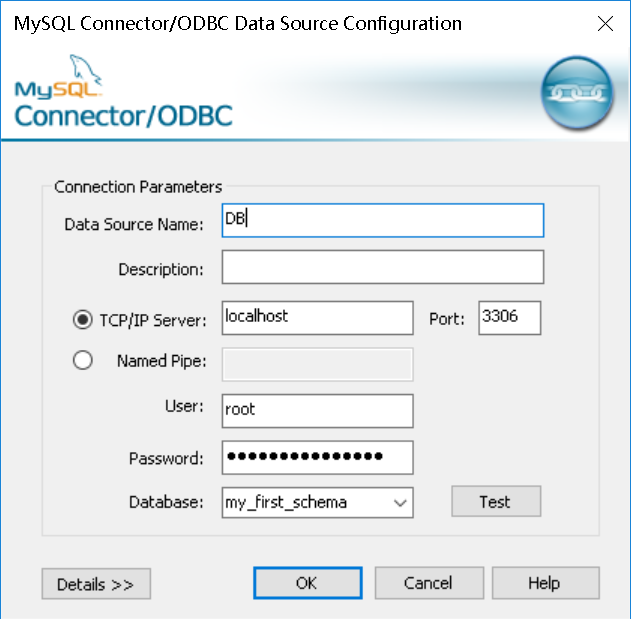 MySQL Connector/ODBC Data Source Configuration
MySQL
Connector/ODBC
Connection Parameters
Data Source Name: DB
Description:
TCP/IP Server: localhost Port: 3306
Named Pipe:
User: root
Password: •••••••••••••••
Database: my_first_schema Test
Details >> OK Cancel Help